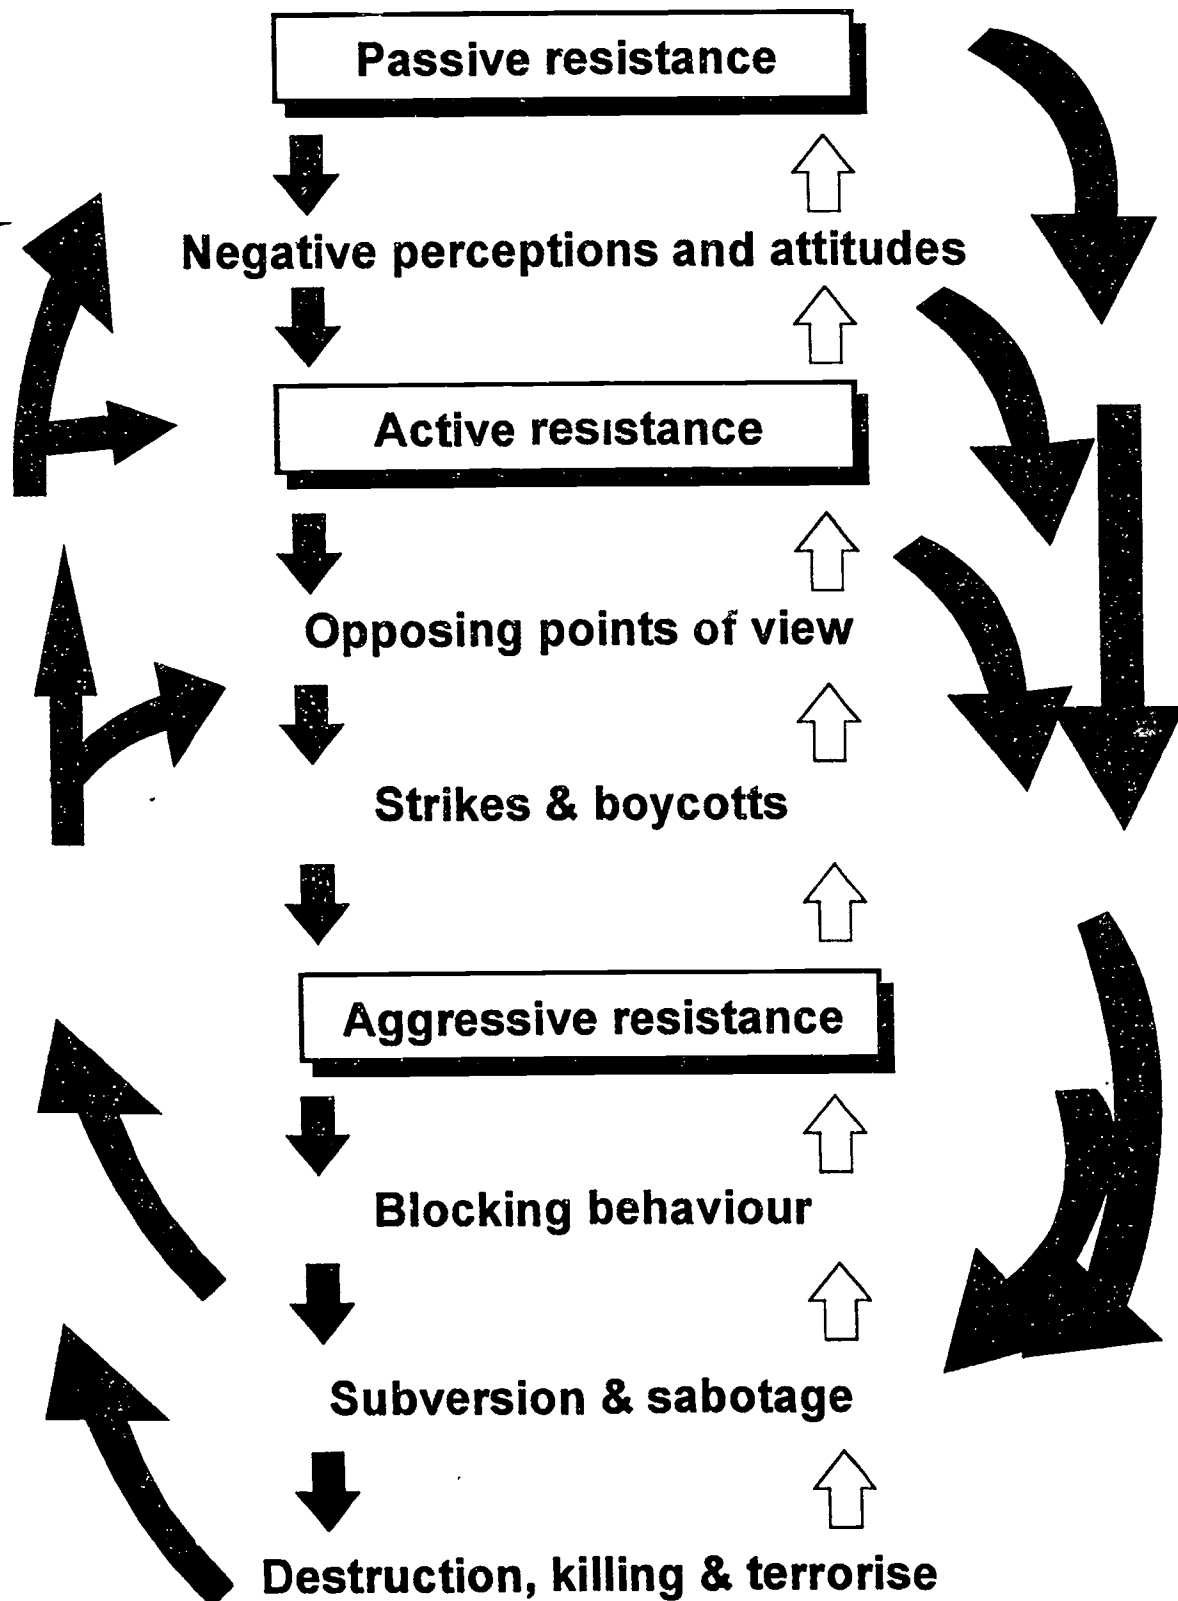 Passive resistance
Negative perceptions and attitudes
Active resistance
Opposing points of view
Strikes & boycotts
Aggressive resistance
Blocking behaviour
Subversion & sabotage
Destruction, killing & terrorise